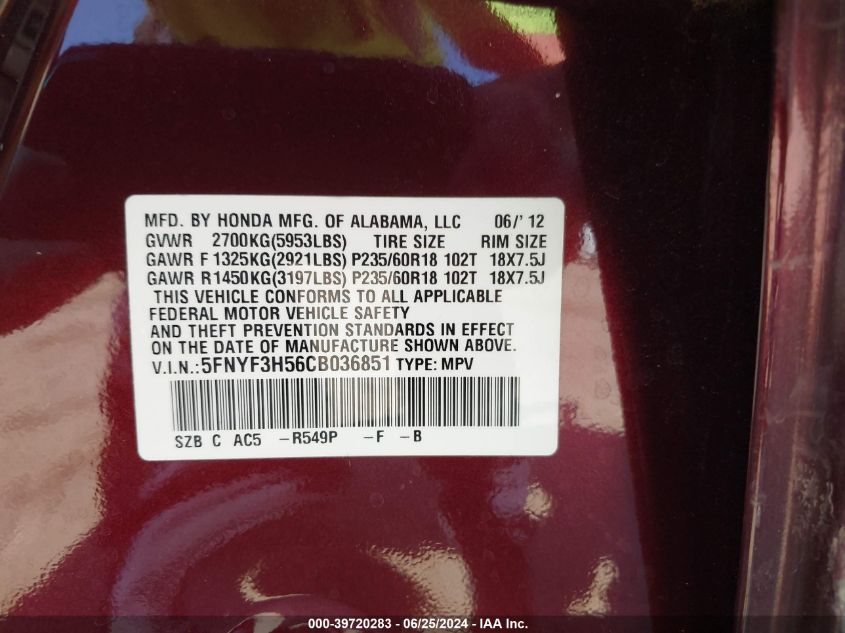 MFD. BY HONDA MFG. OF ALABAMA, LLC 06/'12
GVWR 2700KG(5953LBS) TIRE SIZE RIM SIZE
GAWR F 1325KG(2921LBS) P235/60R18 102T 18X7.5J
GAWR R1450KG(3197LBS) P235/60R18 102T 18X7.5J
THIS VEHICLE CONFORMS TO ALL APPLICABLE
FEDERAL MOTOR VEHICLE SAFETY
AND THEFT PREVENTION STANDARDS IN EFFECT
ON THE DATE OF MANUFACTURE SHOWN ABOVE.
V.I.N.:5FNYF3H56CB036851 TYPE: MPV
SZB C AC5 -R549P -F -B
000-39720283 - 06/25/2024 - IAA Inc.